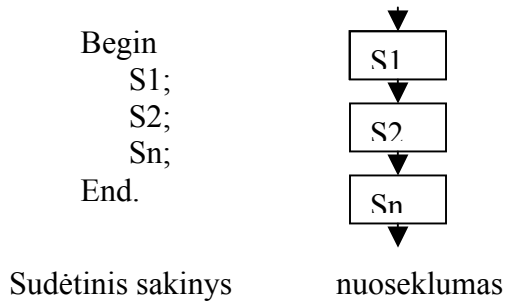 Begin
S1;
S2;
Sn;
End.
S1
S2
Sn
Sudėtinis sakinys
nuoseklumas